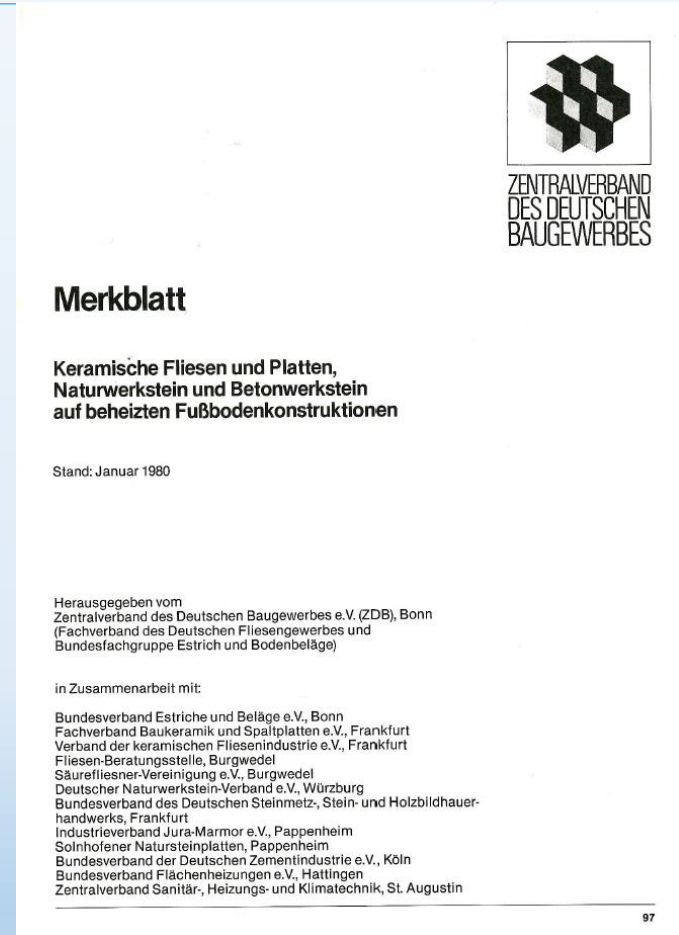 ZENTRALVERBAND
DES DEUTSCHEN
BAUGEWERBES
Merkblatt
Keramische Fliesen und Platten,
Naturwerkstein und Betonwerkstein
auf beheizten Fußbodenkonstruktionen
Stand: Januar 1980
Herausgegeben vom
Zentralverband des Deutschen Baugewerbes e.V. (ZDB), Bonn
(Fachverband des Deutschen Fliesengewerbes und
Bundesfachgruppe Estrich und Bodenbeläge)
in Zusammenarbeit mit:
Bundesverband Estriche und Beläge e.V., Bonn
Fachverband Baukeramik und Spaltplatten e.V., Frankfurt
Verband der keramischen Fliesenindustrie e.V., Frankfurt
Fliesen-Beratungsstelle, Burgwedel
Säurefliesner-Vereinigung e.V., Burgwedel
Deutscher Naturwerkstein-Verband e.V., Würzburg
Bundesverband des Deutschen Steinmetz-, Stein- und Holzbildhauer-
handwerks, Frankfurt
Industrieverband Jura-Marmor e.V., Pappenheim
Solnhofener Natursteinplatten, Pappenheim
Bundesverband der Deutschen Zementindustrie e.V., Köln
Bundesverband Flächenheizungen e.V., Hattingen
Zentralverband Sanitär-, Heizungs- und Klimatechnik, St. Augustin
97